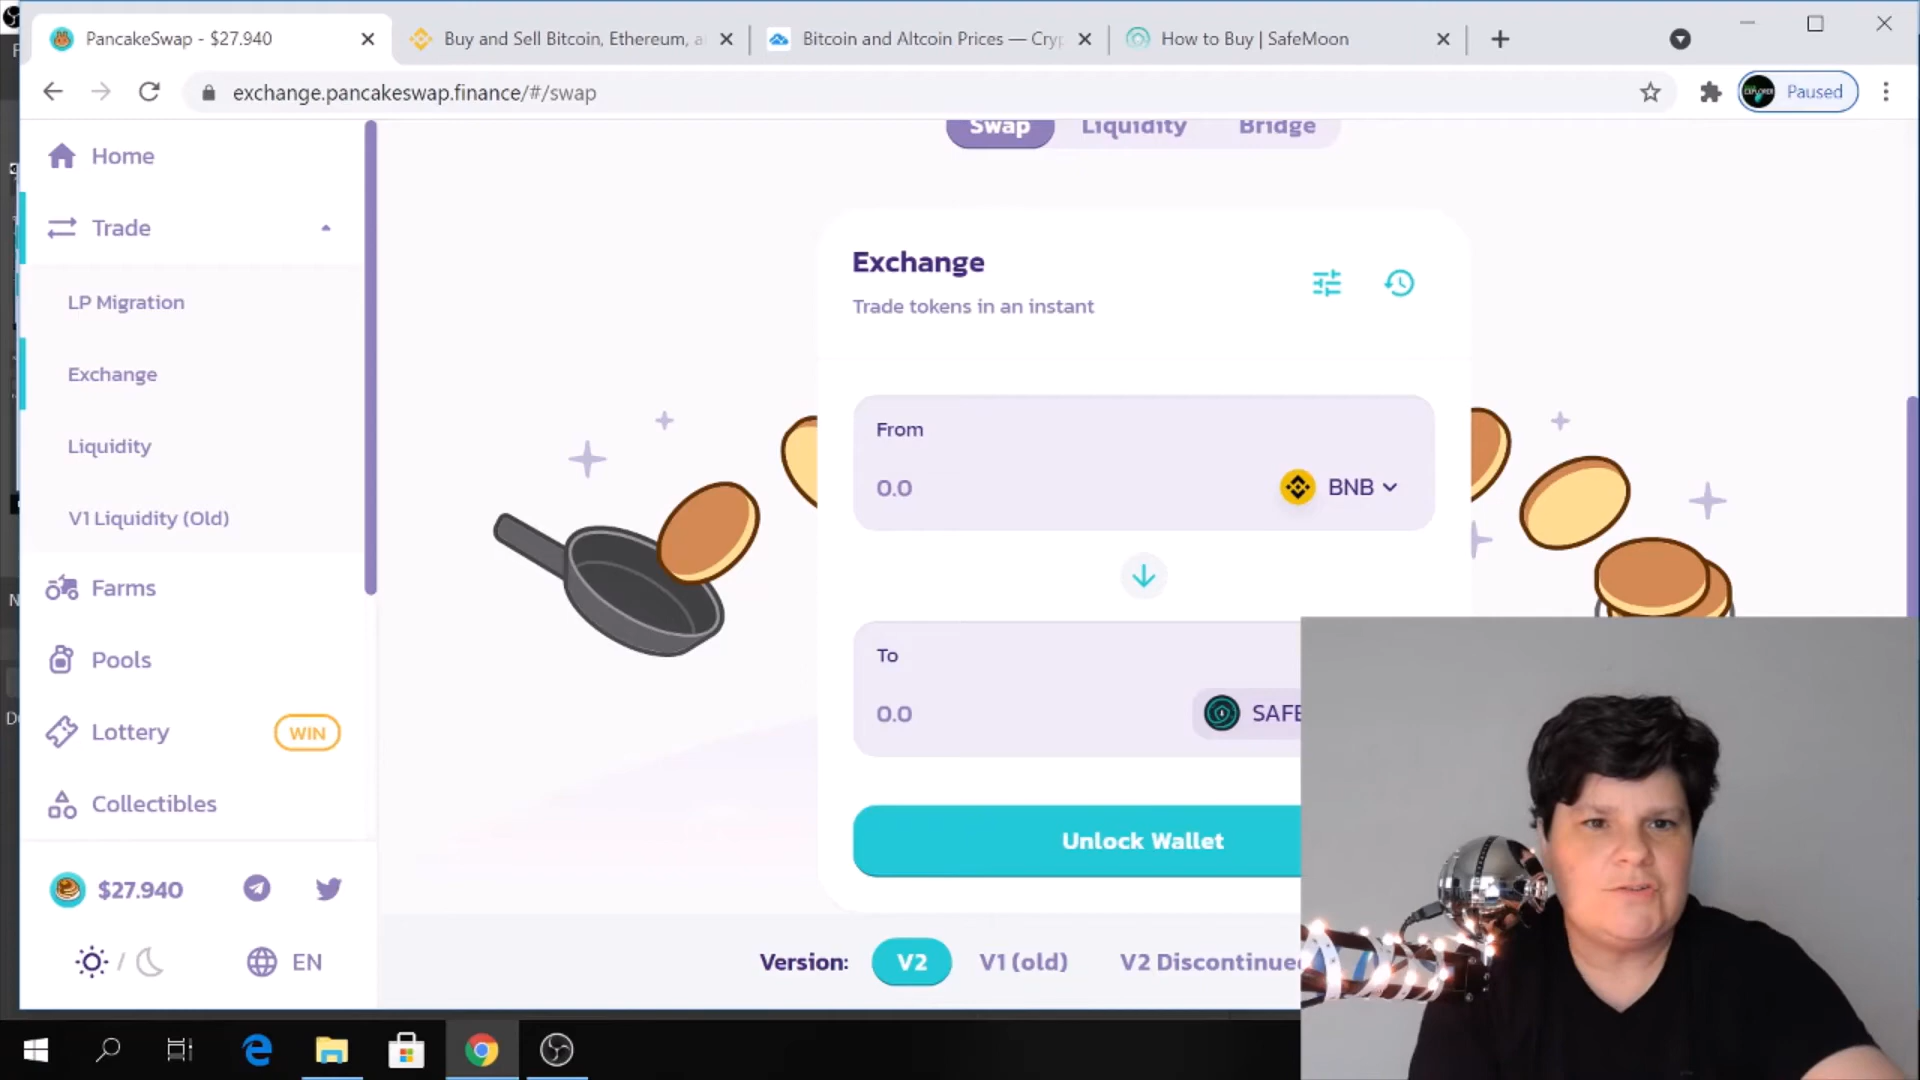 PancakeSwap - $27.940
Buy and Sell Bitcoin, Ethereum, a
Bitcoin and Altcoin Prices — Cryp
How to Buy | SafeMoon
exchange.pancakeswap.finance/#/swap
Paused
Home
Trade
LP Migration
Exchange
Liquidity
V1 Liquidity (Old)
Farms
Pools
Lottery
WIN
Collectibles
$27.940
EN
Swap
Liquidity
Bridge
Exchange
Trade tokens in an instant
From
0.0
BNB
To
0.0
SAFE
Unlock Wallet
Version:
V2
V1 (old)
V2 Discontinued